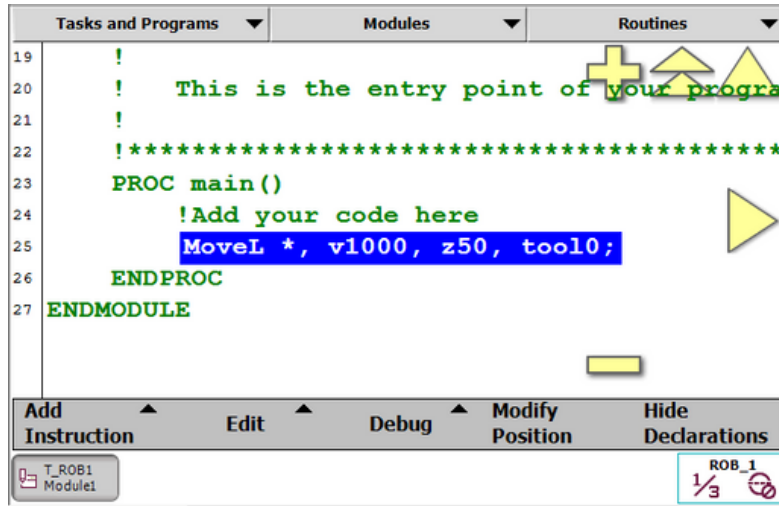 Tasks and Programs Modules Routines
19 !
20 ! This is the entry point of your progra
21 !
22 !*****************************************
23 PROC main()
24 !Add your code here
25 MoveL *, v1000, z50, tool0;
26 ENDPROC
27 ENDMODULE
Add Instruction Edit Debug Modify Position Hide Declarations
T_ROB1
Module1
ROB_1
1/3